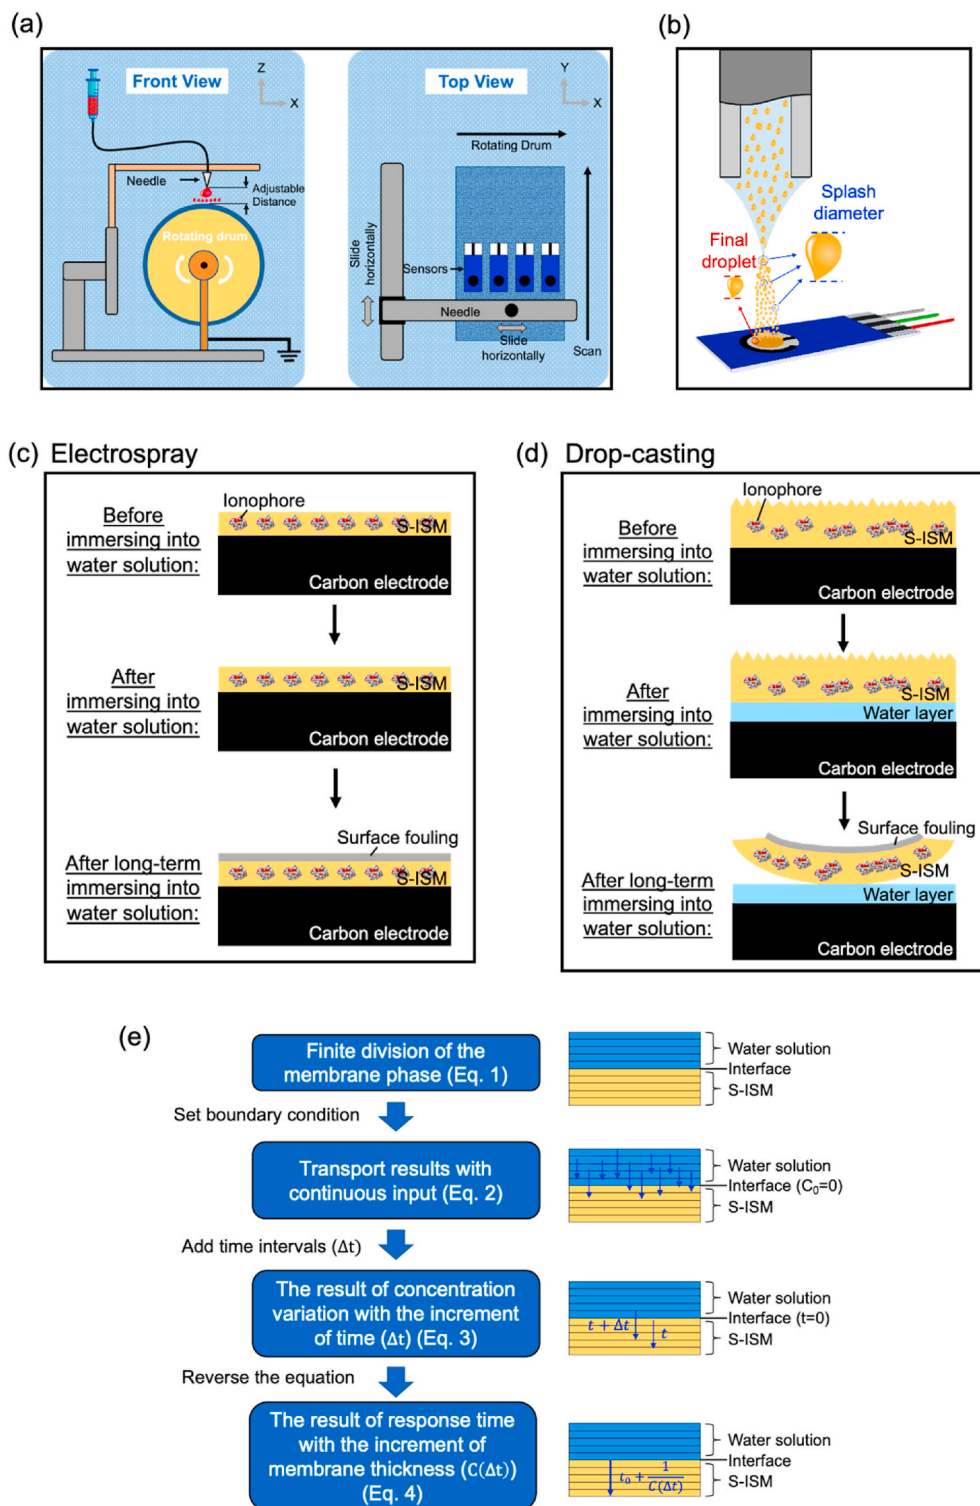 (a)
Front View
Z
X
Needle
Adjustable
Distance
Rotating drum
Top View
Y
X
Rotating Drum
Slide
horizontally
Sensors
Needle
Slide
horizontally
Scan
(b)
Splash
diameter
Final
droplet
(c) Electrospray
Before
immersing into
water solution:
Ionophore
S-ISM
Carbon electrode
After
immersing into
water solution:
S-ISM
Carbon electrode
After long-term
immersing into
water solution:
Surface fouling
S-ISM
Carbon electrode
(d) Drop-casting
Before
immersing into
water solution:
Ionophore
S-ISM
Carbon electrode
After
immersing into
water solution:
S-ISM
Water layer
Carbon electrode
After long-term
immersing into
water solution:
Surface fouling
S-ISM
Water layer
Carbon electrode
(e)
Finite division of the
membrane phase (Eq. 1)
Water solution
Interface
S-ISM
Set boundary condition
Transport results with
continuous input (Eq. 2)
Water solution
Interface (C₀=0)
S-ISM
Add time intervals (Δt)
The result of concentration
variation with the increment
of time (Δt) (Eq. 3)
Water solution
Interface (t=0)
S-ISM
t + Δt
t
Reverse the equation
The result of response time
with the increment of
membrane thickness (C(Δt))
(Eq. 4)
Water solution
Interface
S-ISM
t₀ + 1/C(Δt)